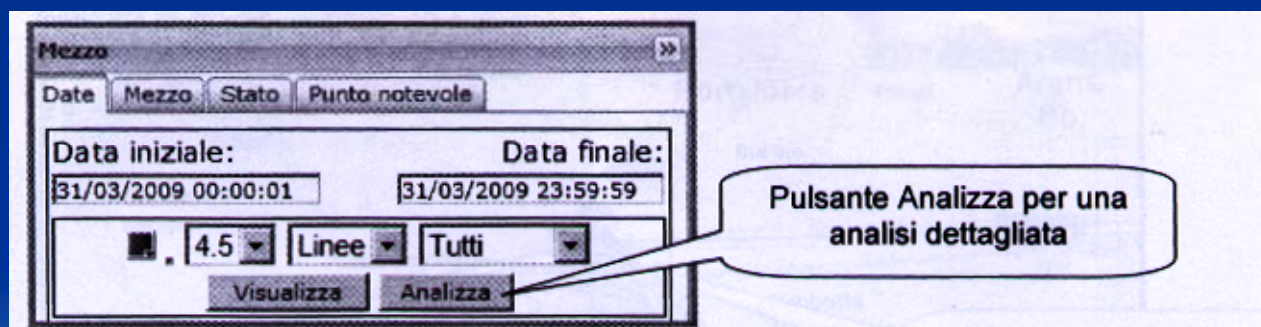 Mezzo »
Date Mezzo Stato Punto notevole
Data iniziale: Data finale:
31/03/2009 00:00:01 31/03/2009 23:59:59
4.5 Linee Tutti
Visualizza Analizza
Pulsante Analizza per una
analisi dettagliata